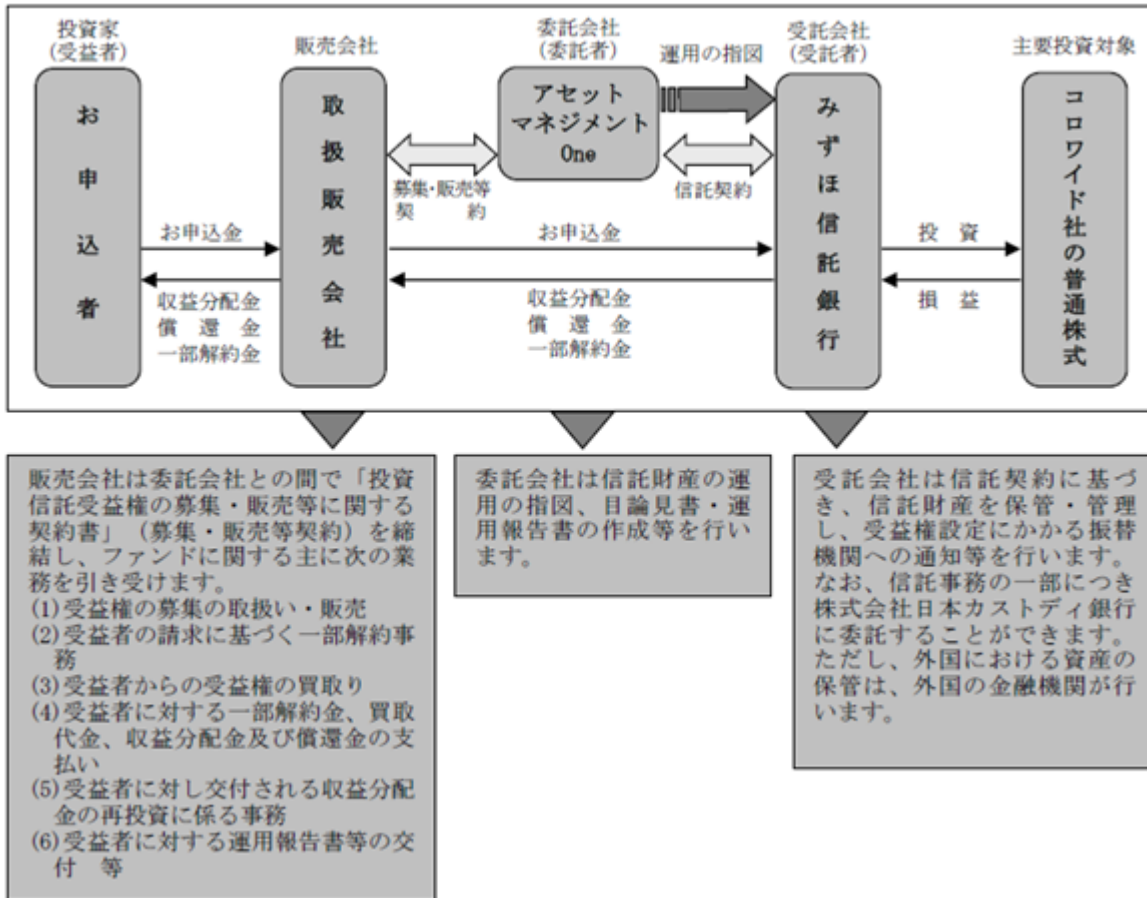 投資家
(受益者)
販売会社
委託会社
(委託者)
運用の指図
受託会社
(受託者)
主要投資対象
お申込者
取扱販売会社
アセット
マネジメント
One
みずほ信託銀行
コロワイド社の普通株式
募集・販売等
契　　　約
信託契約
お申込金
お申込金
投　資
収益分配金
償　還　金
一部解約金
収益分配金
償　還　金
一部解約金
損　益
販売会社は委託会社との間で「投資
信託受益権の募集・販売等に関する
契約書」（募集・販売等契約）を締
結し、ファンドに関する主に次の業
務を引き受けます。
(1)受益権の募集の取扱い・販売
(2)受益者の請求に基づく一部解約事
務
(3)受益者からの受益権の買取り
(4)受益者に対する一部解約金、買取
代金、収益分配金及び償還金の支
払い
(5)受益者に対し交付される収益分配
金の再投資に係る事務
(6)受益者に対する運用報告書等の交
付　等
委託会社は信託財産の運
用の指図、目論見書・運
用報告書の作成等を行い
ます。
受託会社は信託契約に基づ
き、信託財産を保管・管理
し、受益権設定にかかる振替
機関への通知等を行います。
なお、信託事務の一部につき
株式会社日本カストディ銀行
に委託することができます。
ただし、外国における資産の
保管は、外国の金融機関が行
います。